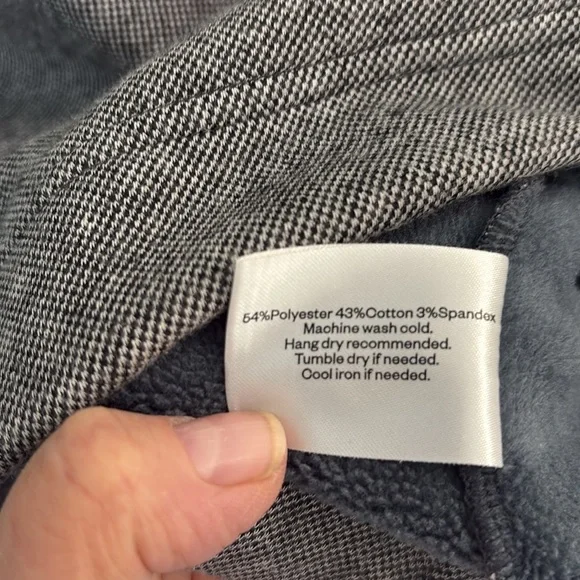 54%Polyester 43%Cotton 3%Spandex
Machine wash cold.
Hang dry recommended.
Tumble dry if needed.
Cool iron if needed.